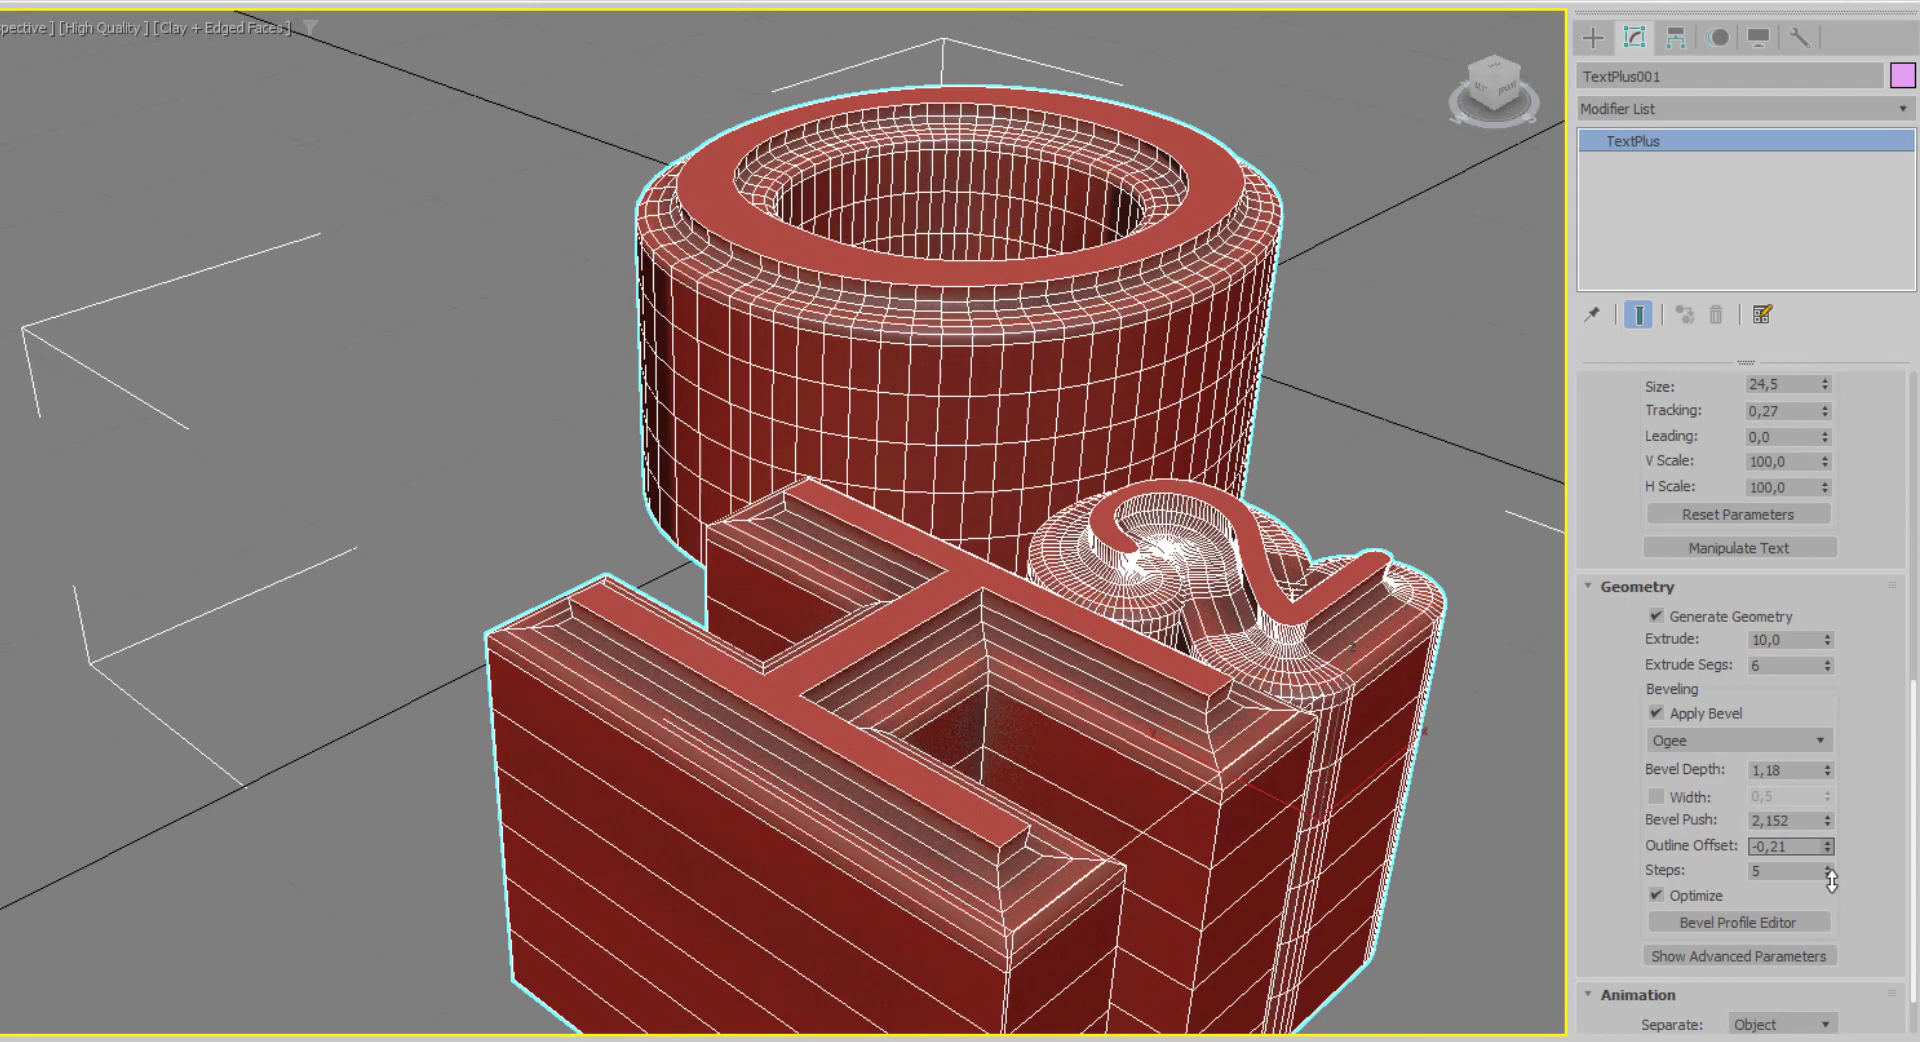 spective ] [High Quality ] [Clay + Edged Faces ]
TextPlus001
Modifier List
TextPlus
Size: 24,5
Tracking: 0,27
Leading: 0,0
V Scale: 100,0
H Scale: 100,0
Reset Parameters
Manipulate Text
Geometry
Generate Geometry
Extrude: 10,0
Extrude Segs: 6
Beveling
Apply Bevel
Ogee
Bevel Depth: 1,18
Width: 0,5
Bevel Push: 2,152
Outline Offset: -0,21
Steps: 5
Optimize
Bevel Profile Editor
Show Advanced Parameters
Animation
Separate: Object